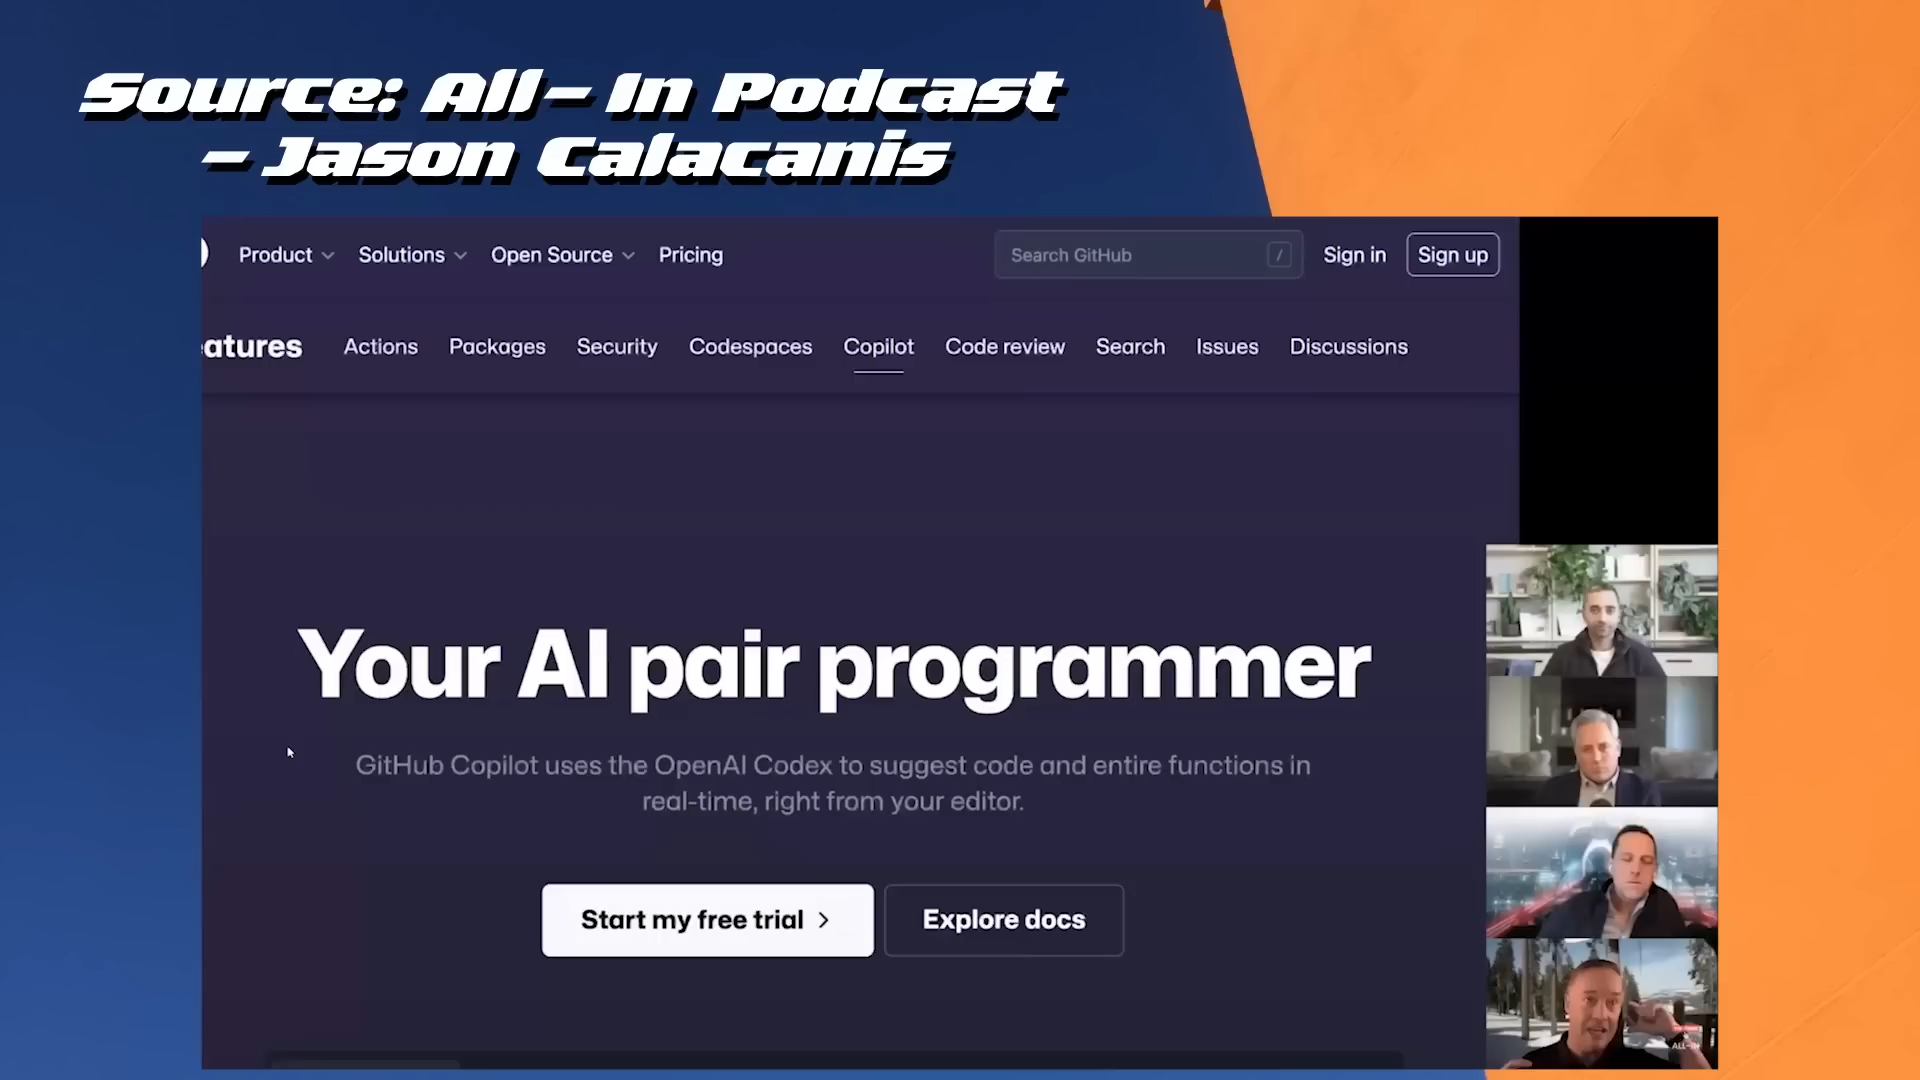 Source: All-In Podcast
- Jason Calacanis
Product Solutions Open Source Pricing Search GitHub / Sign in Sign up
atures Actions Packages Security Codespaces Copilot Code review Search Issues Discussions
Your AI pair programmer
GitHub Copilot uses the OpenAI Codex to suggest code and entire functions in
real-time, right from your editor.
Start my free trial Explore docs